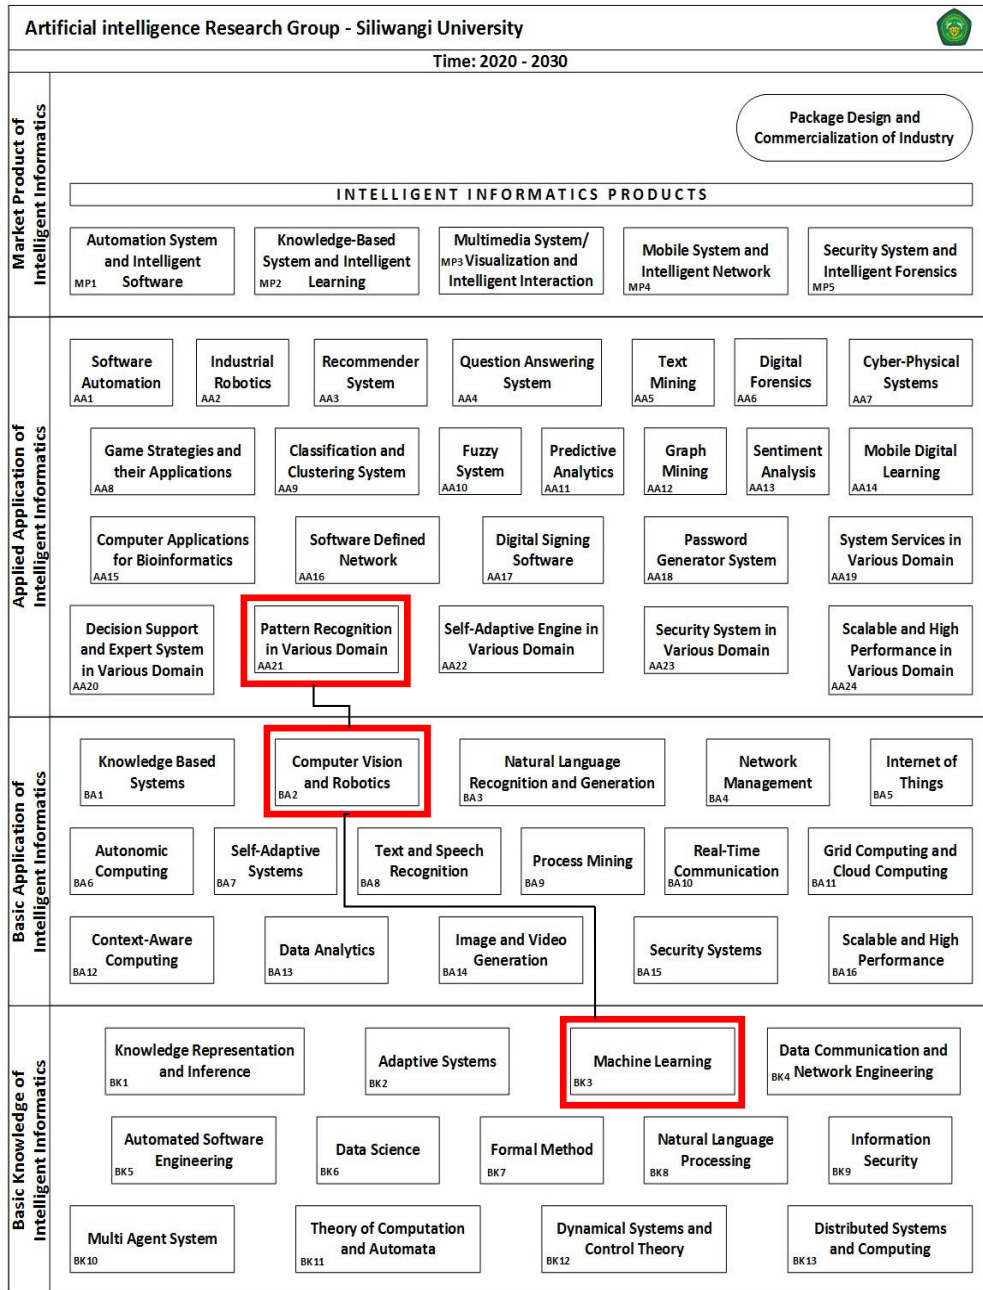 Artificial intelligence Research Group - Siliwangi University
Time: 2020 - 2030
Market Product of
Intelligent Informatics
Package Design and
Commercialization of Industry
INTELLIGENT INFORMATICS PRODUCTS
Automation System
and Intelligent
Software
MP1
Knowledge-Based
System and Intelligent
Learning
MP2
Multimedia System/
Visualization and
Intelligent Interaction
MP3
Mobile System and
Intelligent Network
MP4
Security System and
Intelligent Forensics
MP5
Applied Application of
Intelligent Informatics
Software
Automation
AA1
Industrial
Robotics
AA2
Recommender
System
AA3
Question Answering
System
AA4
Text
Mining
AA5
Digital
Forensics
AA6
Cyber-Physical
Systems
AA7
Game Strategies and
their Applications
AA8
Classification and
Clustering System
AA9
Fuzzy
System
AA10
Predictive
Analytics
AA11
Graph
Mining
AA12
Sentiment
Analysis
AA13
Mobile Digital
Learning
AA14
Computer Applications
for Bioinformatics
AA15
Software Defined
Network
AA16
Digital Signing
Software
AA17
Password
Generator System
AA18
System Services in
Various Domain
AA19
Decision Support
and Expert System
in Various Domain
AA20
Pattern Recognition
in Various Domain
AA21
Self-Adaptive Engine in
Various Domain
AA22
Security System in
Various Domain
AA23
Scalable and High
Performance in
Various Domain
AA24
Basic Application of
Intelligent Informatics
Knowledge Based
Systems
BA1
Computer Vision
and Robotics
BA2
Natural Language
Recognition and Generation
BA3
Network
Management
BA4
Internet of
Things
BA5
Autonomic
Computing
BA6
Self-Adaptive
Systems
BA7
Text and Speech
Recognition
BA8
Process Mining
BA9
Real-Time
Communication
BA10
Grid Computing and
Cloud Computing
BA11
Context-Aware
Computing
BA12
Data Analytics
BA13
Image and Video
Generation
BA14
Security Systems
BA15
Scalable and High
Performance
BA16
Basic Knowledge of
Intelligent Informatics
Knowledge Representation
and Inference
BK1
Adaptive Systems
BK2
Machine Learning
BK3
Data Communication and
Network Engineering
BK4
Automated Software
Engineering
BK5
Data Science
BK6
Formal Method
BK7
Natural Language
Processing
BK8
Information
Security
BK9
Multi Agent System
BK10
Theory of Computation
and Automata
BK11
Dynamical Systems and
Control Theory
BK12
Distributed Systems
and Computing
BK13